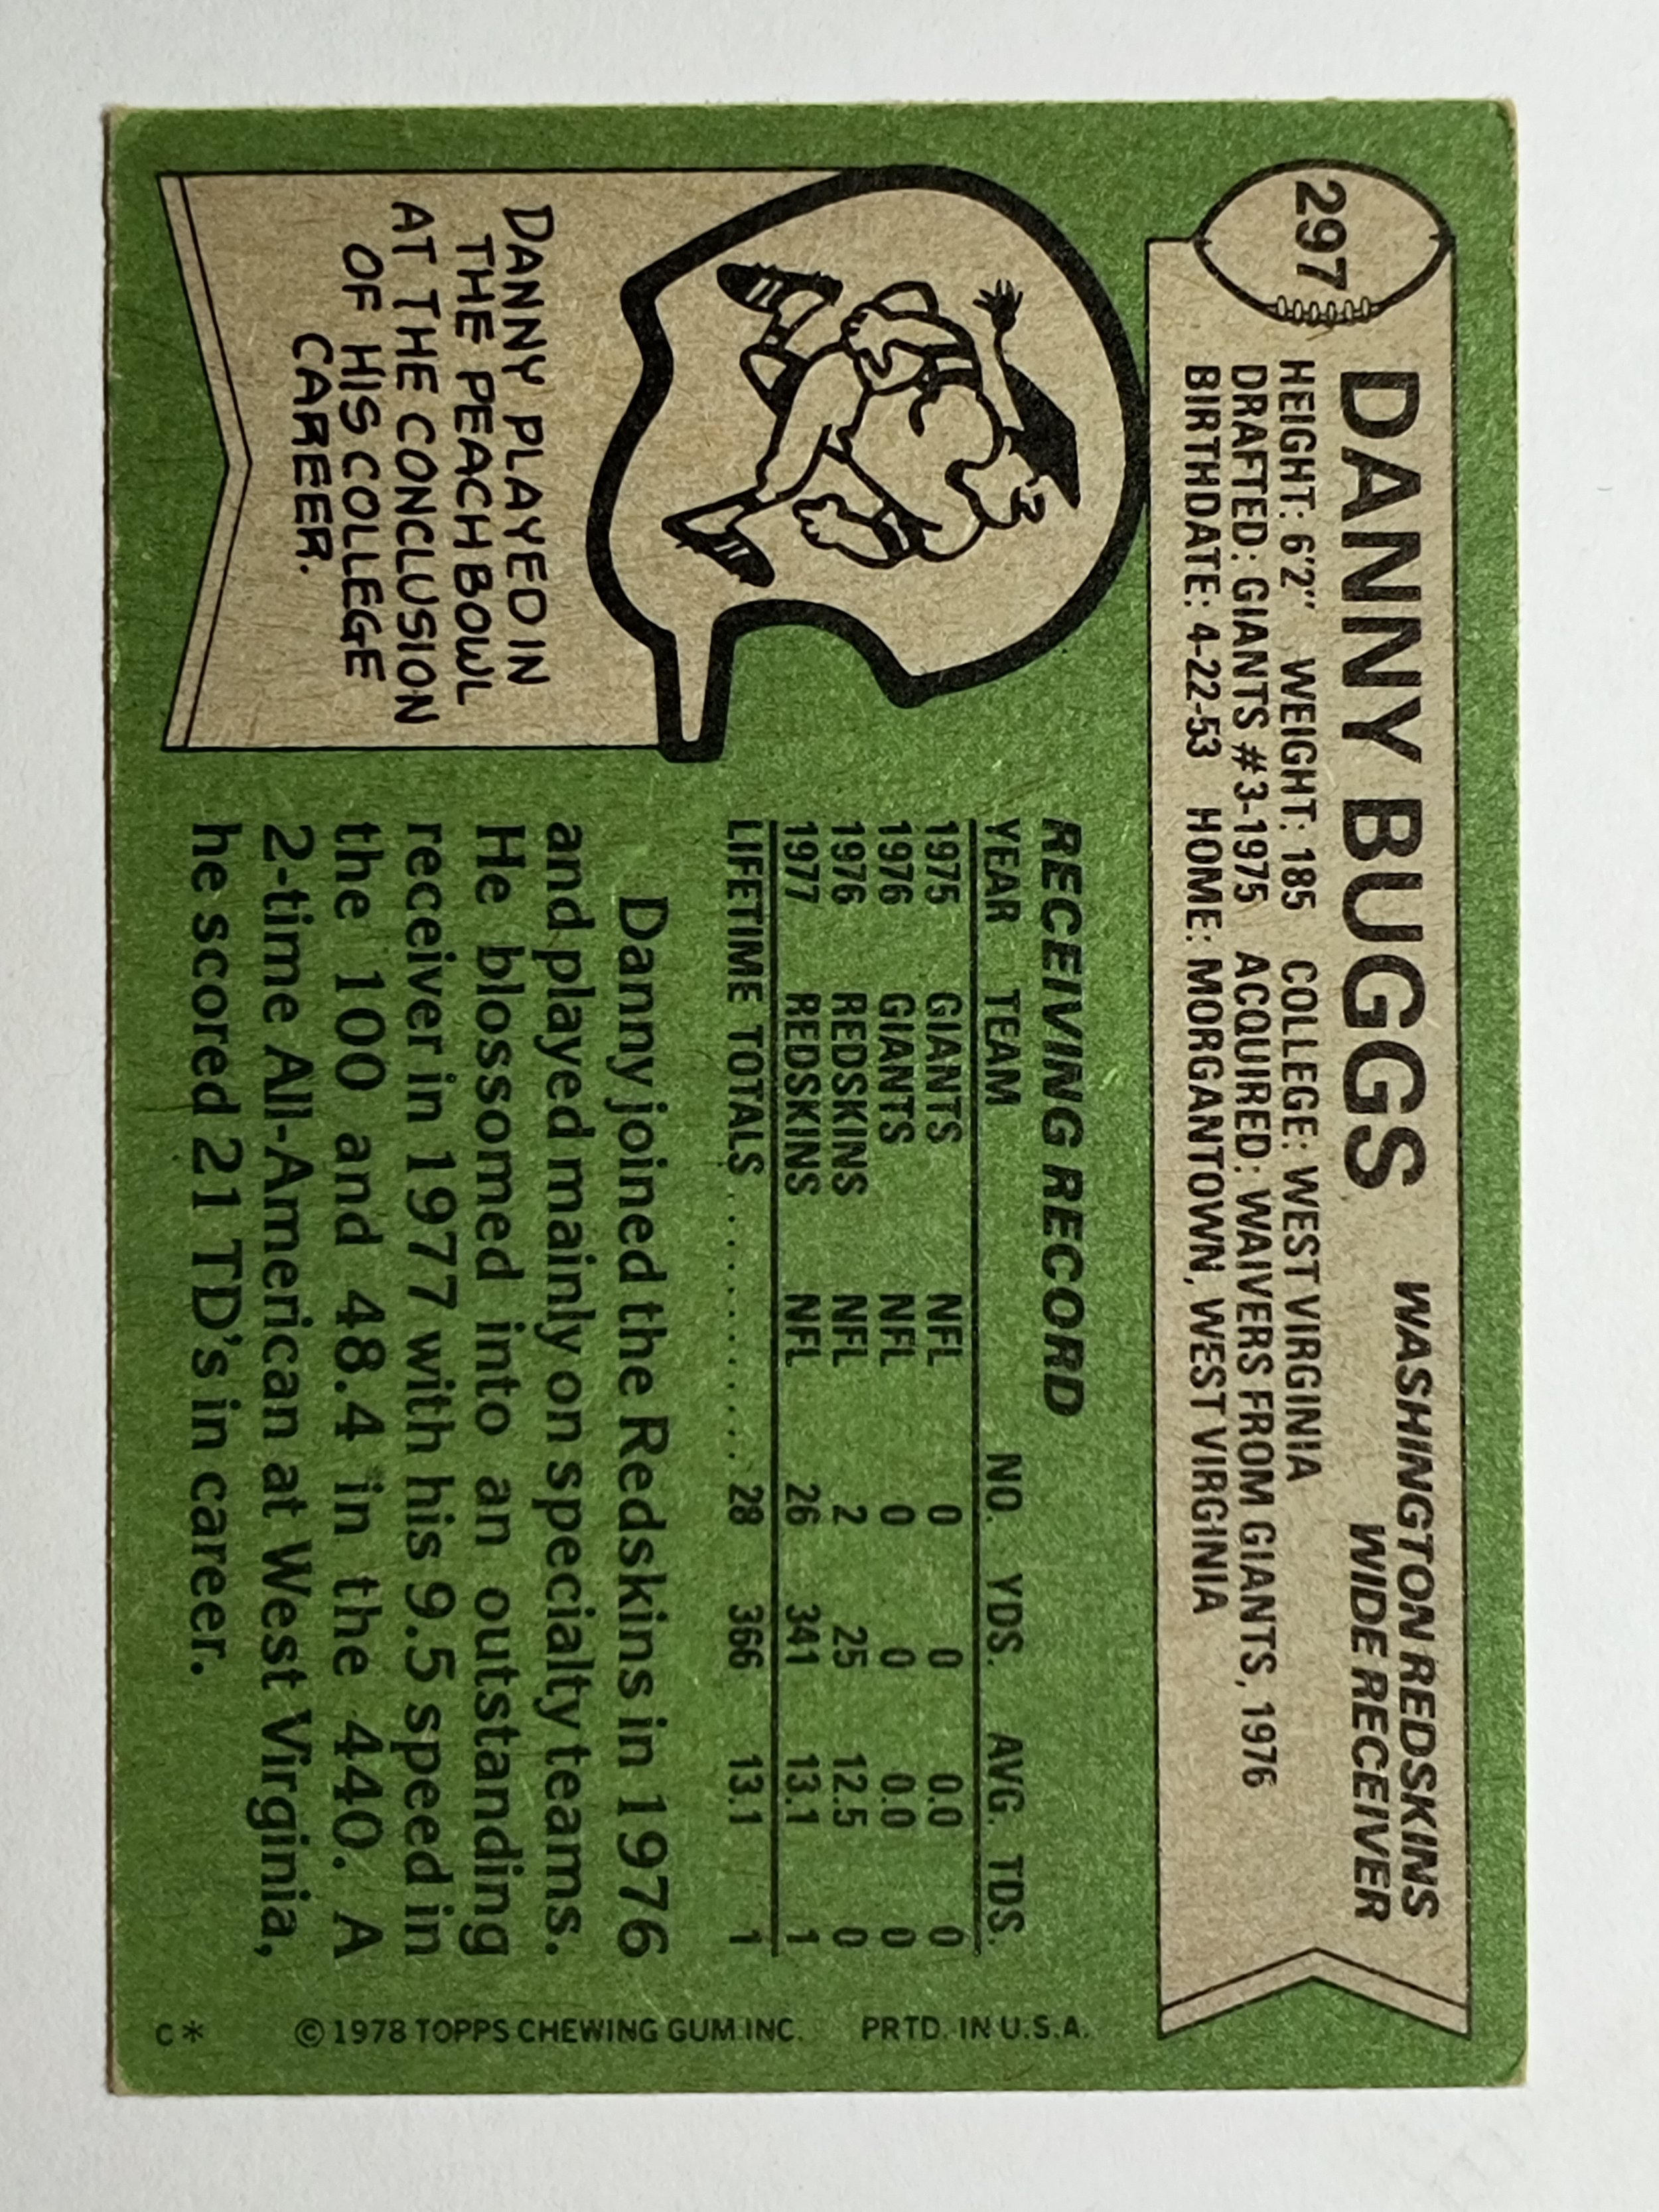 297
DANNY BUGGS
WASHINGTON REDSKINS
WIDE RECEIVER
HEIGHT: 6'2" WEIGHT: 185 COLLEGE: WEST VIRGINIA
DRAFTED: GIANTS #3-1975 ACQUIRED: WAIVERS FROM GIANTS, 1976
BIRTHDATE: 4-22-53 HOME: MORGANTOWN, WEST VIRGINIA
DANNY PLAYED IN
THE PEACH BOWL
AT THE CONCLUSION
OF HIS COLLEGE
CAREER.
RECEIVING RECORD
YEAR TEAM NO. YDS. AVG. TDS.
1975 GIANTS NFL 0 0 0.0 0
1976 GIANTS NFL 0 0 0.0 0
1976 REDSKINS NFL 2 25 12.5 0
1977 REDSKINS NFL 26 341 13.1 1
LIFETIME TOTALS .............. 28 366 13.1 1
Danny joined the Redskins in 1976
and played mainly on specialty teams.
He blossomed into an outstanding
receiver in 1977 with his 9.5 speed in
the 100 and 48.4 in the 440. A
2-time All-American at West Virginia,
he scored 21 TD's in career.
C* © 1978 TOPPS CHEWING GUM INC. PRTD. IN U.S.A.